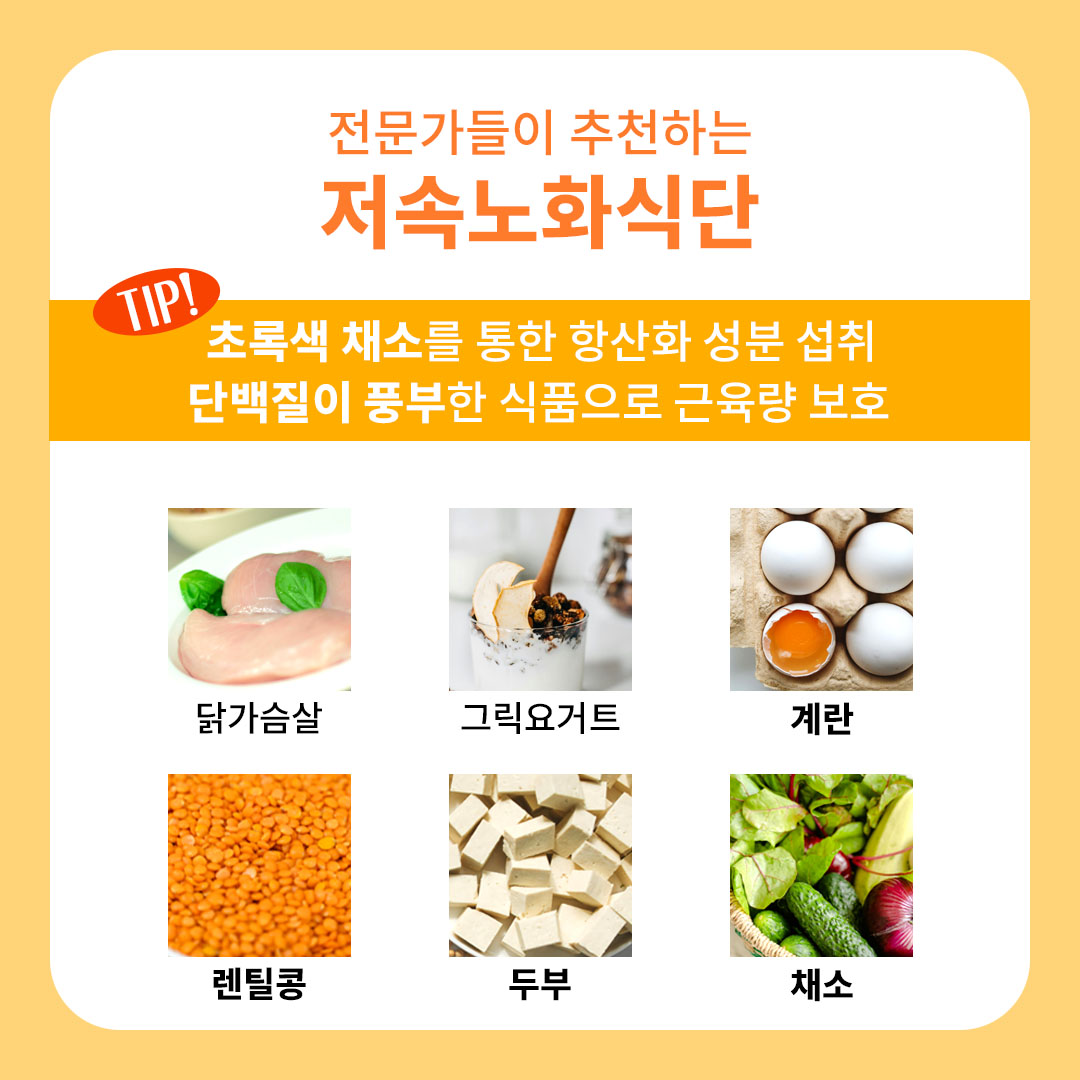 전문가들이 추천하는
저속노화식단
TIP!
초록색 채소를 통한 항산화 성분 섭취
단백질이 풍부한 식품으로 근육량 보호
닭가슴살
그릭요거트
계란
렌틸콩
두부
채소